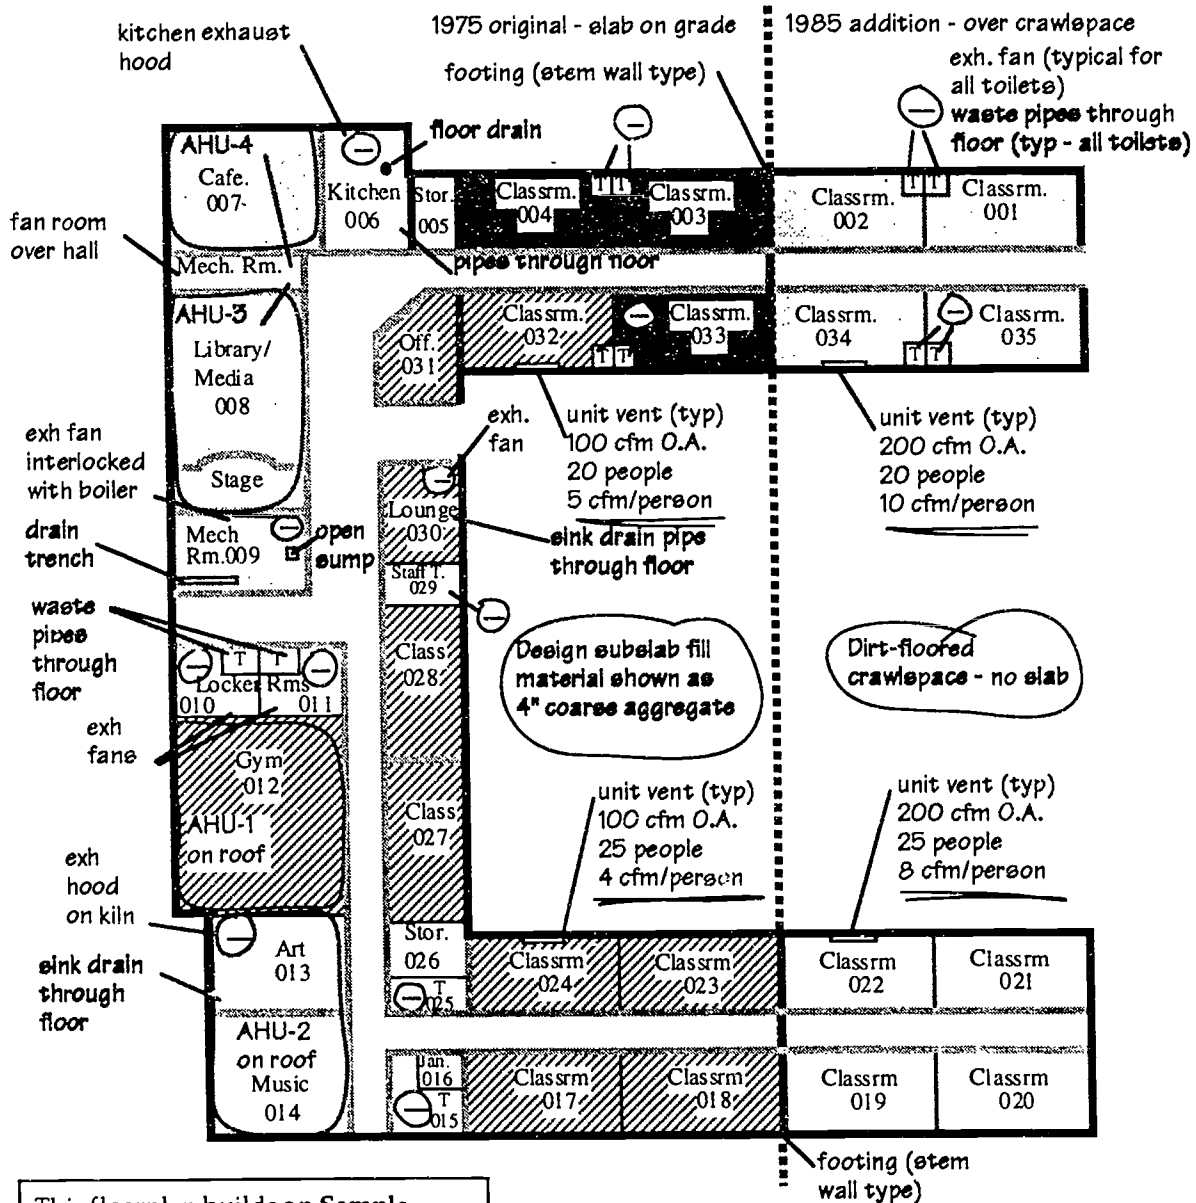 kitchen exhaust
hood
1975 original - slab on grade
1985 addition - over crawlspace
footing (stem wall type)
exh. fan (typical for
all toilets)
waste pipes through
floor (typ - all toilets)
floor drain
AHU-4
Cafe.
007
Kitchen
006
Stor.
005
T T
Classrm.
004
Classrm.
003
T T
Classrm.
002
Classrm.
001
fan room
over hall
Mech. Rm.
pipes through floor
AHU-3
Library/
Media
008
Stage
Off.
031
Classrm.
032
T T
Classrm.
033
Classrm.
034
T T
Classrm.
035
exh.
fan
unit vent (typ)
100 cfm O.A.
20 people
5 cfm/person
unit vent (typ)
200 cfm O.A.
20 people
10 cfm/person
exh fan
interlocked
with boiler
drain
trench
Mech
Rm.009
open
sump
Lounge
030
sink drain pipe
through floor
Staff T.
029
waste
pipes
through
floor
T T
Locker Rms
010 011
exh
fans
Class
028
Design subslab fill
material shown as
4" coarse aggregate
Dirt-floored
crawlspace - no slab
Gym
012
AHU-1
on roof
Class
027
unit vent (typ)
100 cfm O.A.
25 people
4 cfm/person
unit vent (typ)
200 cfm O.A.
25 people
8 cfm/person
exh
hood
on kiln
sink drain
through
floor
Art
013
Stor.
026
T
025
Classrm
024
Classrm
023
Classrm
022
Classrm
021
AHU-2
on roof
Music
014
Jan.
016
T
015
Classrm
017
Classrm
018
Classrm
019
Classrm
020
footing (stem
wall type)
This floorplan builds on Sample